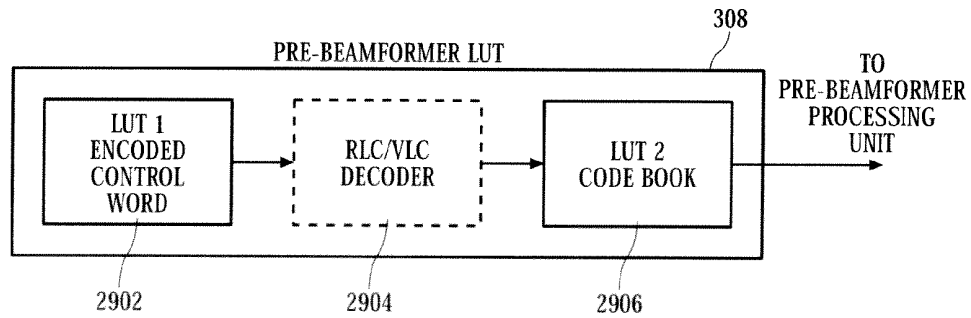 308
PRE-BEAMFORMER LUT
TO
PRE-BEAMFORMER
PROCESSING
UNIT
LUT 1
ENCODED
CONTROL
WORD
RLC/VLC
DECODER
LUT 2
CODE BOOK
2902
2904
2906